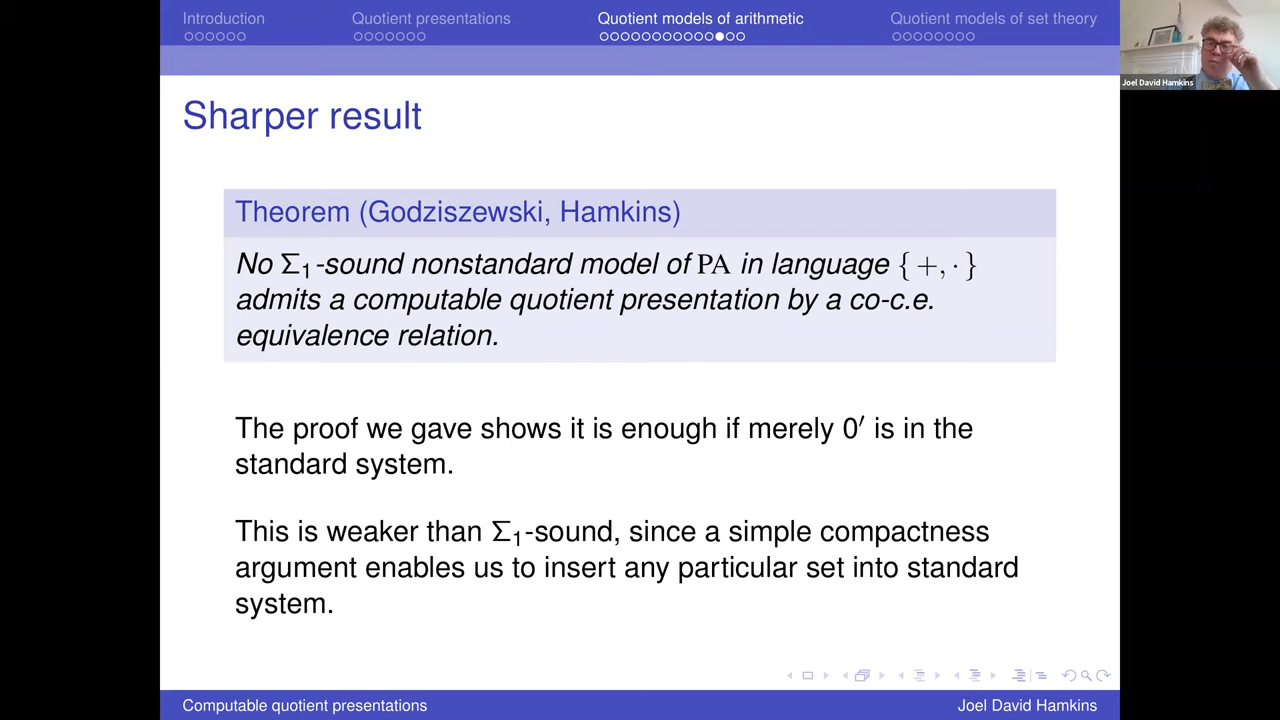 Introduction
Quotient presentations
Quotient models of arithmetic
Quotient models of set theory
Joel David Hamkins
Sharper result
Theorem (Godziszewski, Hamkins)
No Σ₁-sound nonstandard model of PA in language { +, · }
admits a computable quotient presentation by a co-c.e.
equivalence relation.
The proof we gave shows it is enough if merely 0′ is in the
standard system.
This is weaker than Σ₁-sound, since a simple compactness
argument enables us to insert any particular set into standard
system.
Computable quotient presentations
Joel David Hamkins